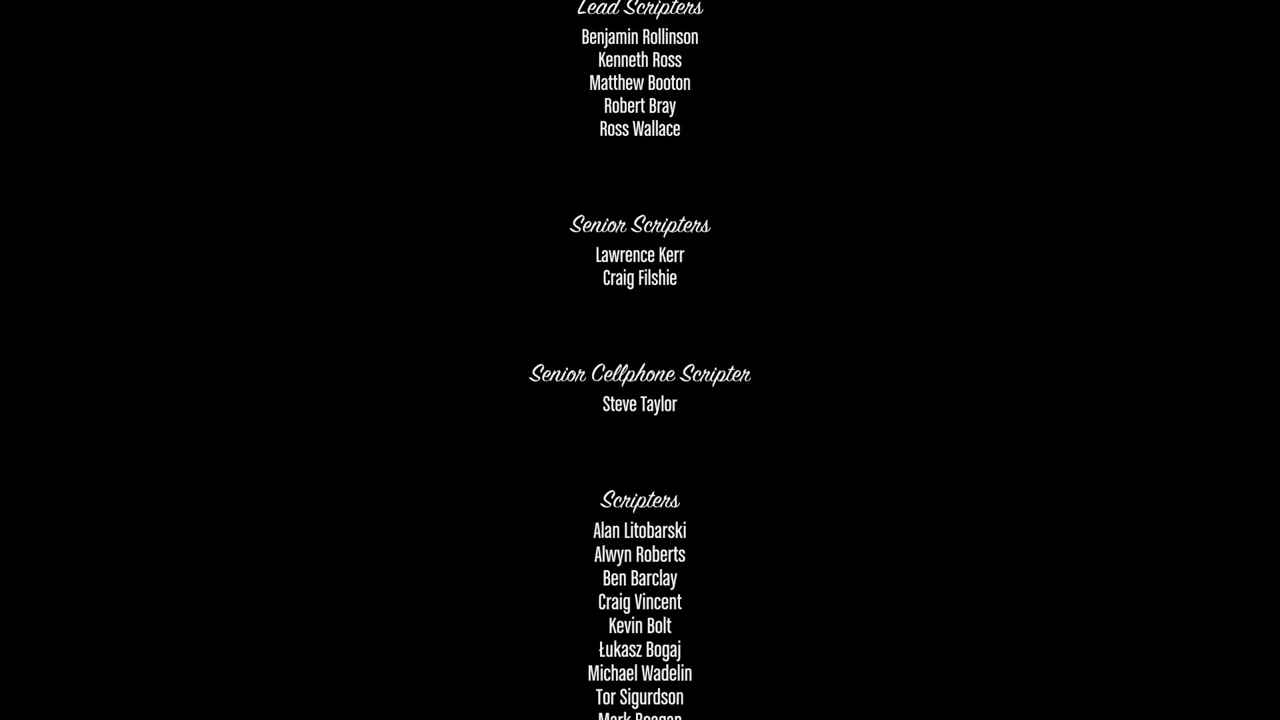 Lead Scripters
Benjamin Rollinson
Kenneth Ross
Matthew Booton
Robert Bray
Ross Wallace
Senior Scripters
Lawrence Kerr
Craig Filshie
Senior Cellphone Scripter
Steve Taylor
Scripters
Alan Litobarski
Alwyn Roberts
Ben Barclay
Craig Vincent
Kevin Bolt
Łukasz Bogaj
Michael Wadelin
Tor Sigurdson
Mark